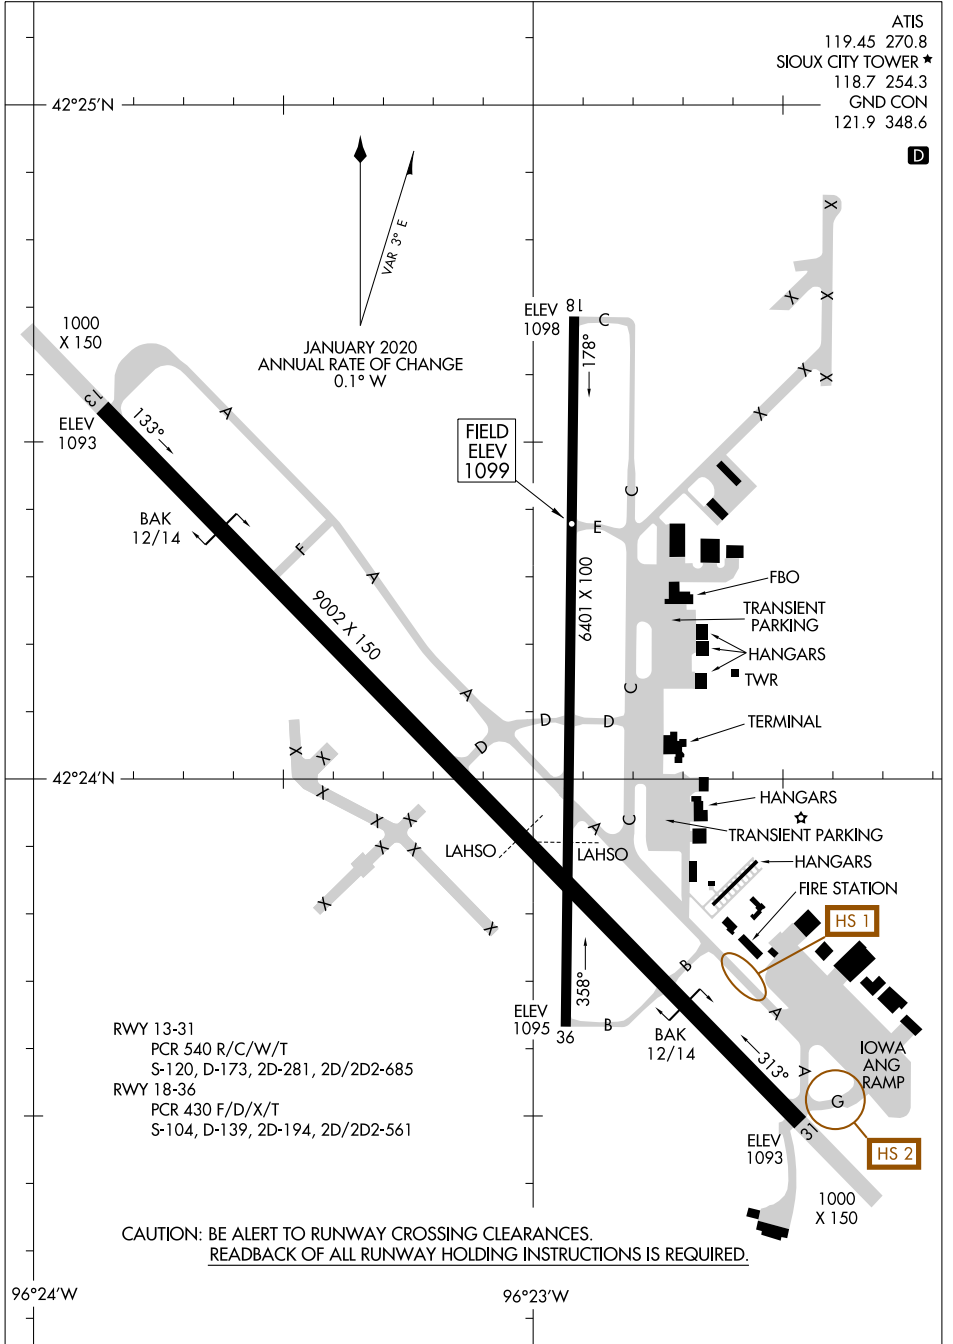 ATIS
119.45 270.8
SIOUX CITY TOWER ★
118.7 254.3
GND CON
121.9 348.6
D
42°25'N
VAR 3° E
JANUARY 2020
ANNUAL RATE OF CHANGE
0.1° W
1000
X 150
13
ELEV
1093
133°
A
ELEV
1098
18
C
178°
X
X
X
X
X
X
FIELD
ELEV
1099
C
E
BAK
12/14
F
A
9002 X 150
6401 X 100
FBO
TRANSIENT
PARKING
HANGARS
TWR
C
A
D
D
D
TERMINAL
42°24'N
X
X
X
X
X
X
X
X
X
HANGARS
A
C
TRANSIENT PARKING
LAHSO
LAHSO
HANGARS
FIRE STATION
HS 1
B
358°
ELEV
1095
36
B
BAK
12/14
A
313°
A
IOWA
ANG
RAMP
G
31
ELEV
1093
HS 2
1000
X 150
RWY 13-31
PCR 540 R/C/W/T
S-120, D-173, 2D-281, 2D/2D2-685
RWY 18-36
PCR 430 F/D/X/T
S-104, D-139, 2D-194, 2D/2D2-561
CAUTION: BE ALERT TO RUNWAY CROSSING CLEARANCES.
READBACK OF ALL RUNWAY HOLDING INSTRUCTIONS IS REQUIRED.
96°24'W
96°23'W